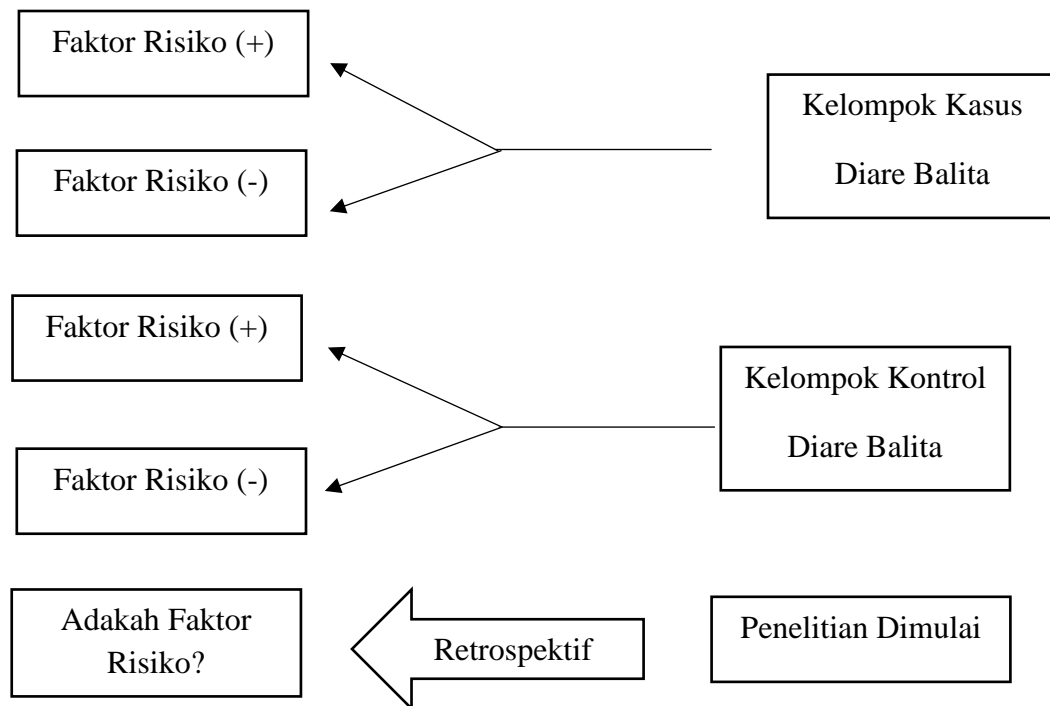 Faktor Risiko (+)
Kelompok Kasus
Diare Balita
Faktor Risiko (-)
Faktor Risiko (+)
Kelompok Kontrol
Diare Balita
Faktor Risiko (-)
Adakah Faktor
Risiko?
Retrospektif
Penelitian Dimulai